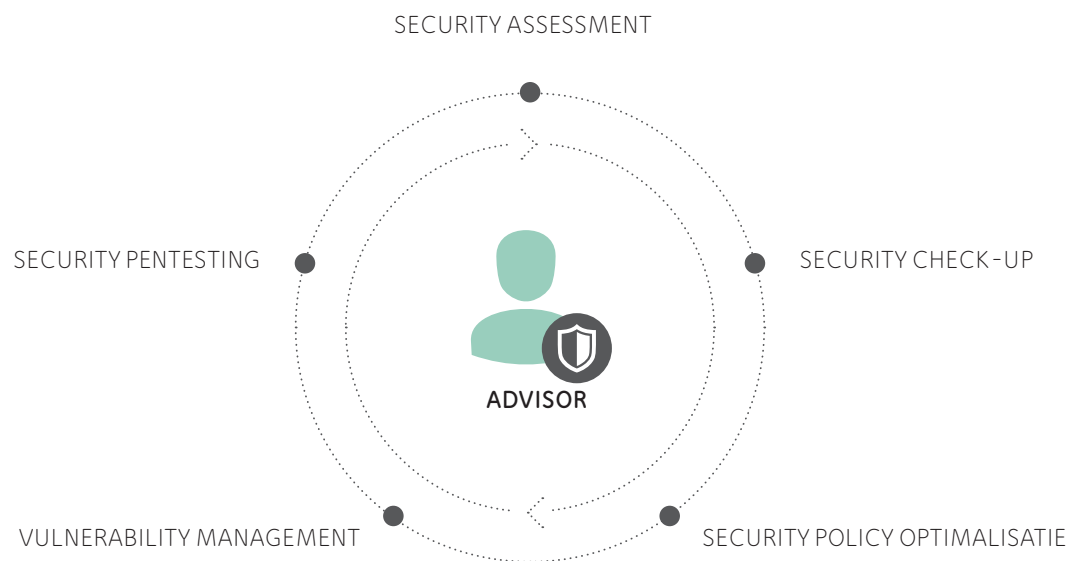 SECURITY ASSESSMENT
SECURITY PENTESTING
SECURITY CHECK-UP
ADVISOR
VULNERABILITY MANAGEMENT
SECURITY POLICY OPTIMALISATIE